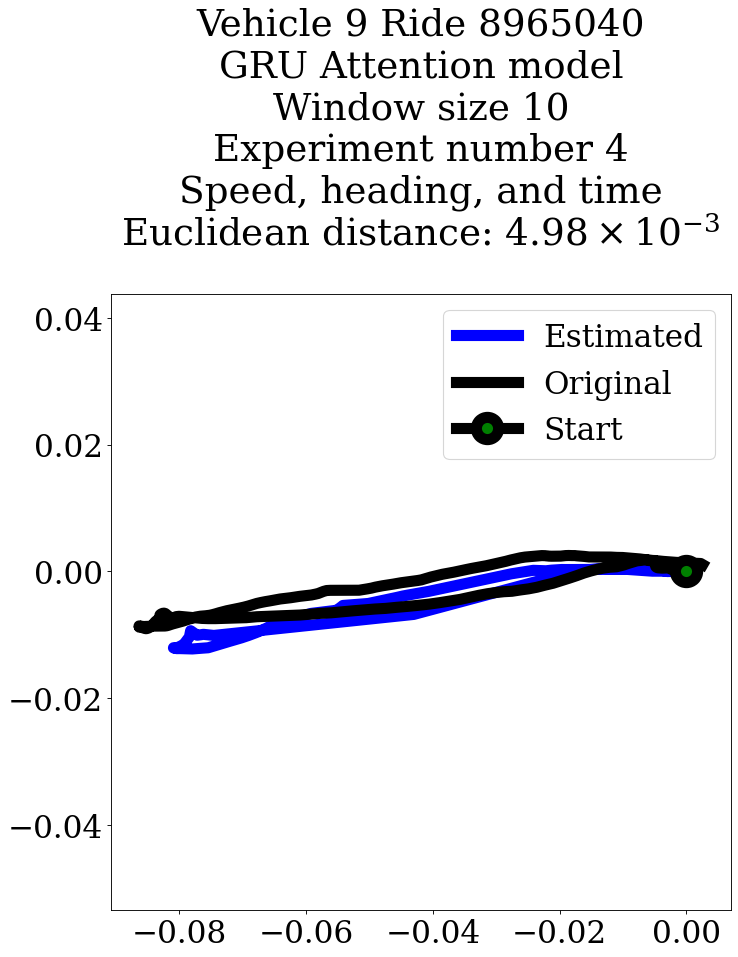 Vehicle 9 Ride 8965040
GRU Attention model
Window size 10
Experiment number 4
Speed, heading, and time
Euclidean distance: 4.98 × 10⁻³
Estimated
Original
Start
0.04
0.02
0.00
−0.02
−0.04
−0.08
−0.06
−0.04
−0.02
0.00